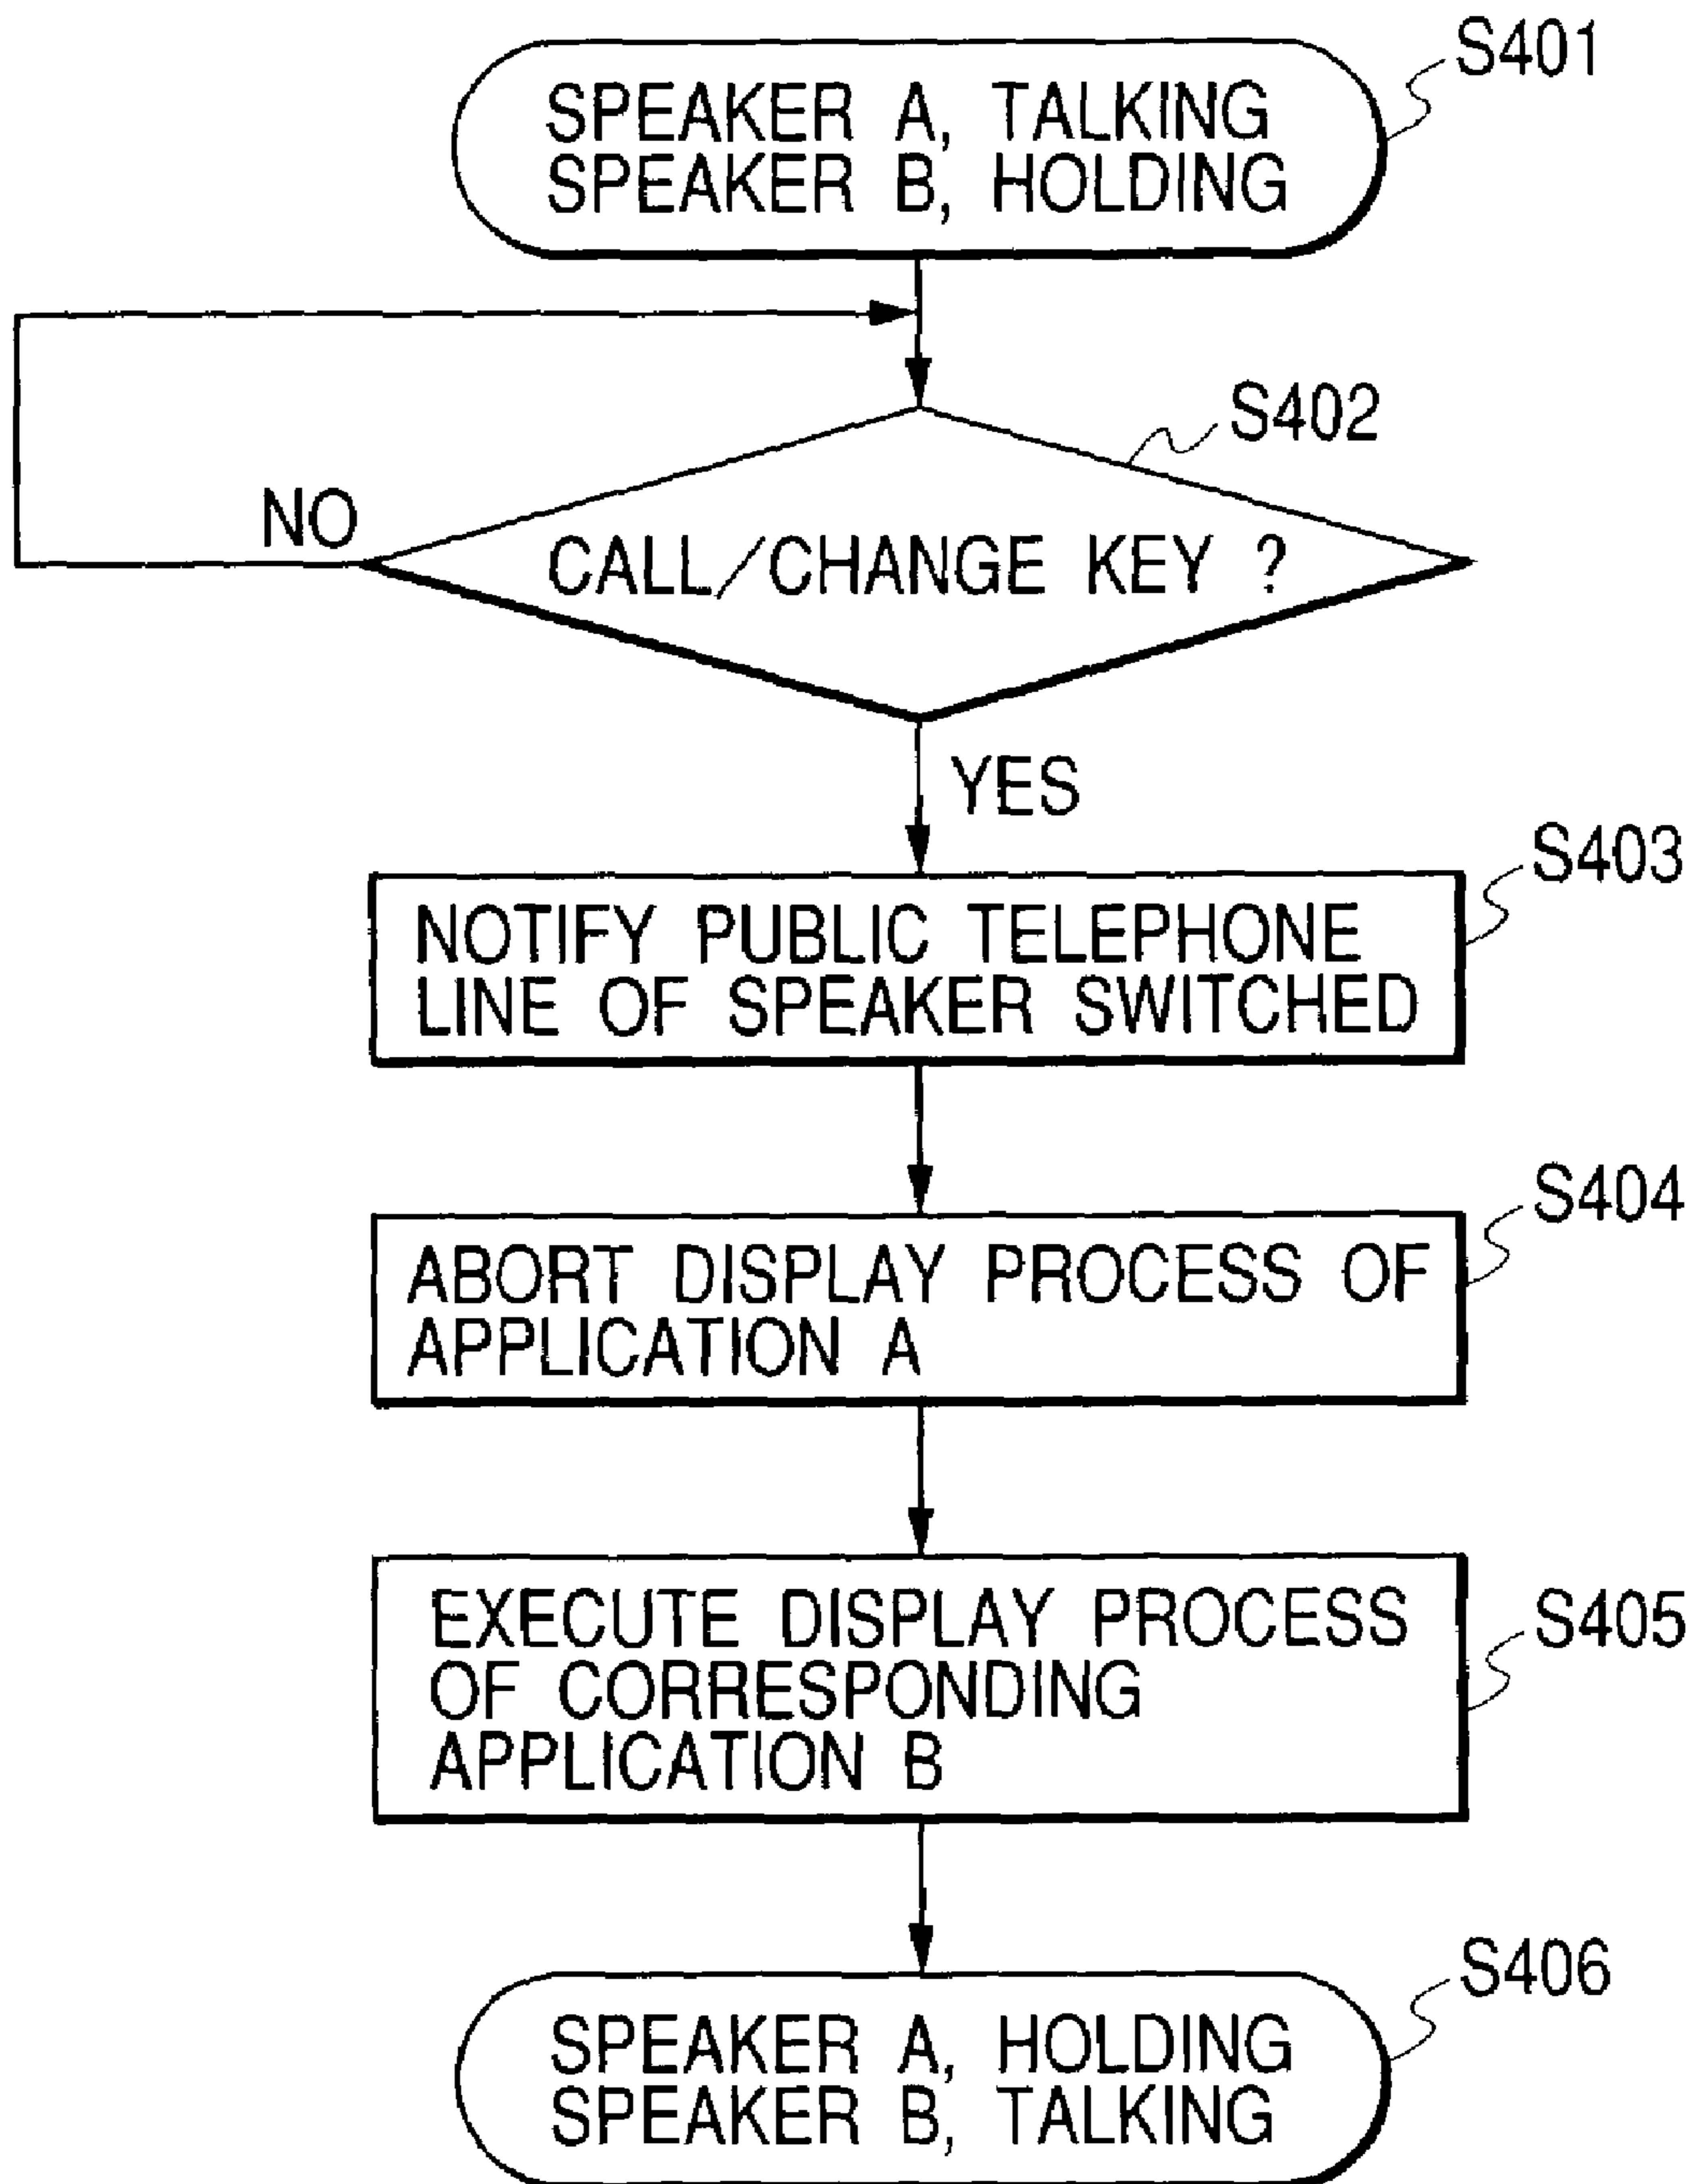 S401
SPEAKER A, TALKING
SPEAKER B, HOLDING
S402
NO
CALL/CHANGE KEY ?
YES
S403
NOTIFY PUBLIC TELEPHONE
LINE OF SPEAKER SWITCHED
S404
ABORT DISPLAY PROCESS OF
APPLICATION A
S405
EXECUTE DISPLAY PROCESS
OF CORRESPONDING
APPLICATION B
S406
SPEAKER A, HOLDING
SPEAKER B, TALKING